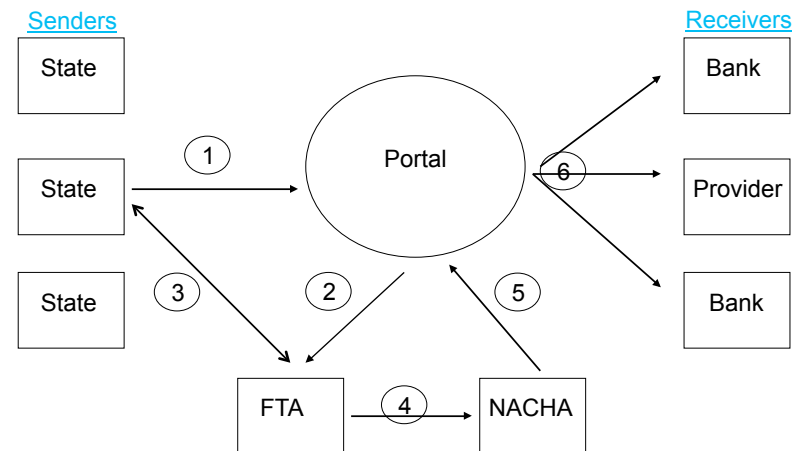 Senders
Receivers
State
Bank
1
Portal
6
State
Provider
State
3
2
5
Bank
FTA
4
NACHA